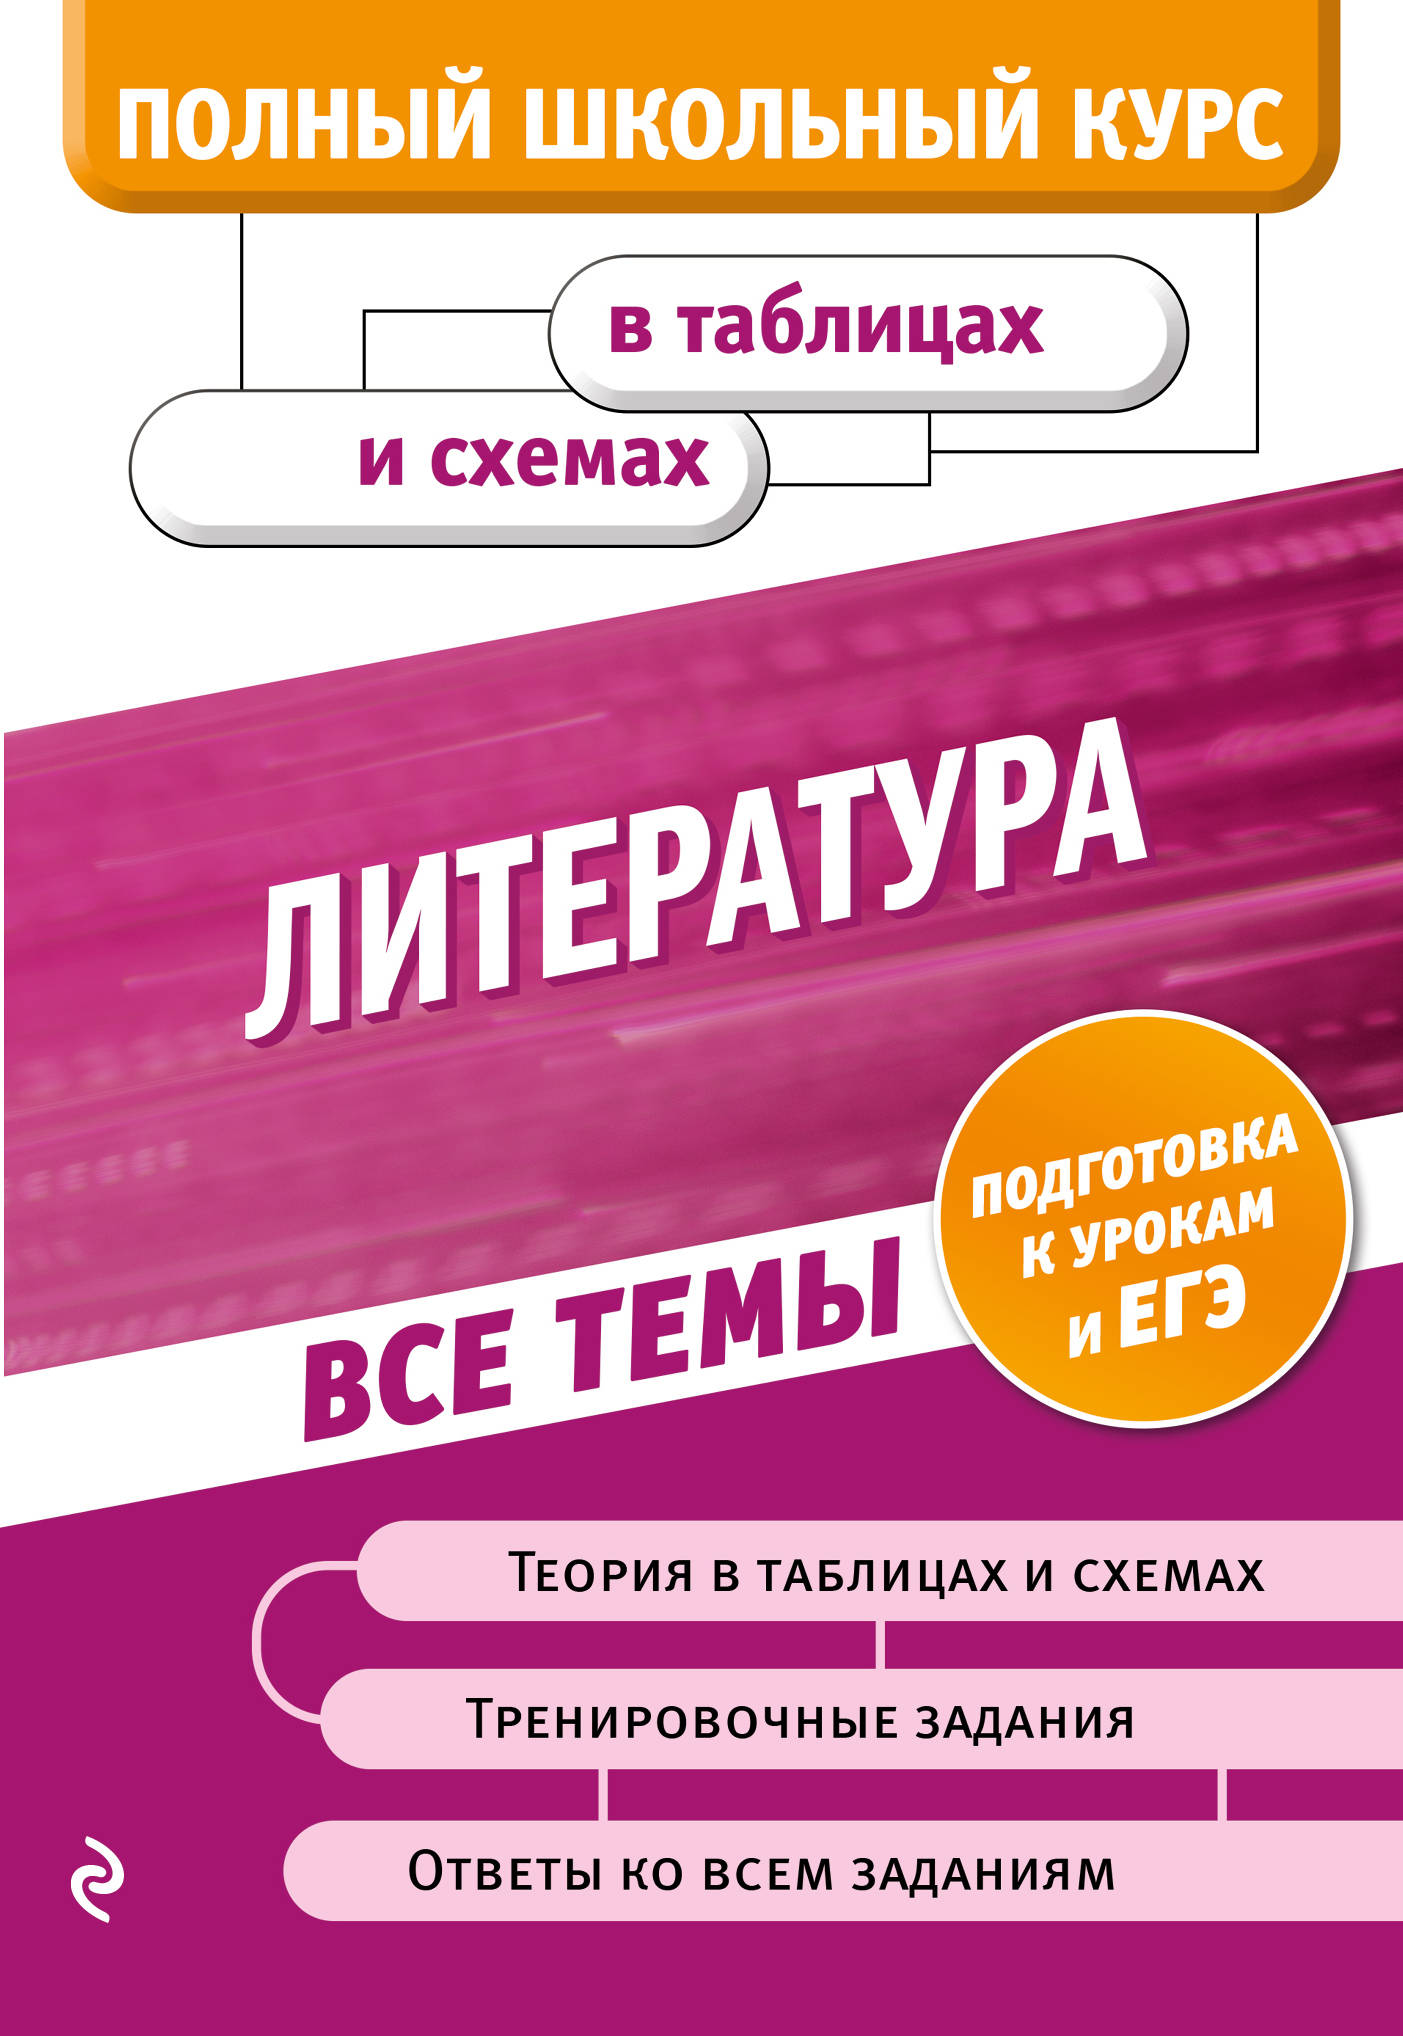 ПОЛНЫЙ ШКОЛЬНЫЙ КУРС
в таблицах
и схемах
ЛИТЕРАТУРА
ПОДГОТОВКА
К УРОКАМ
И ЕГЭ
ВСЕ ТЕМЫ
Теория в таблицах и схемах
Тренировочные задания
Ответы ко всем заданиям